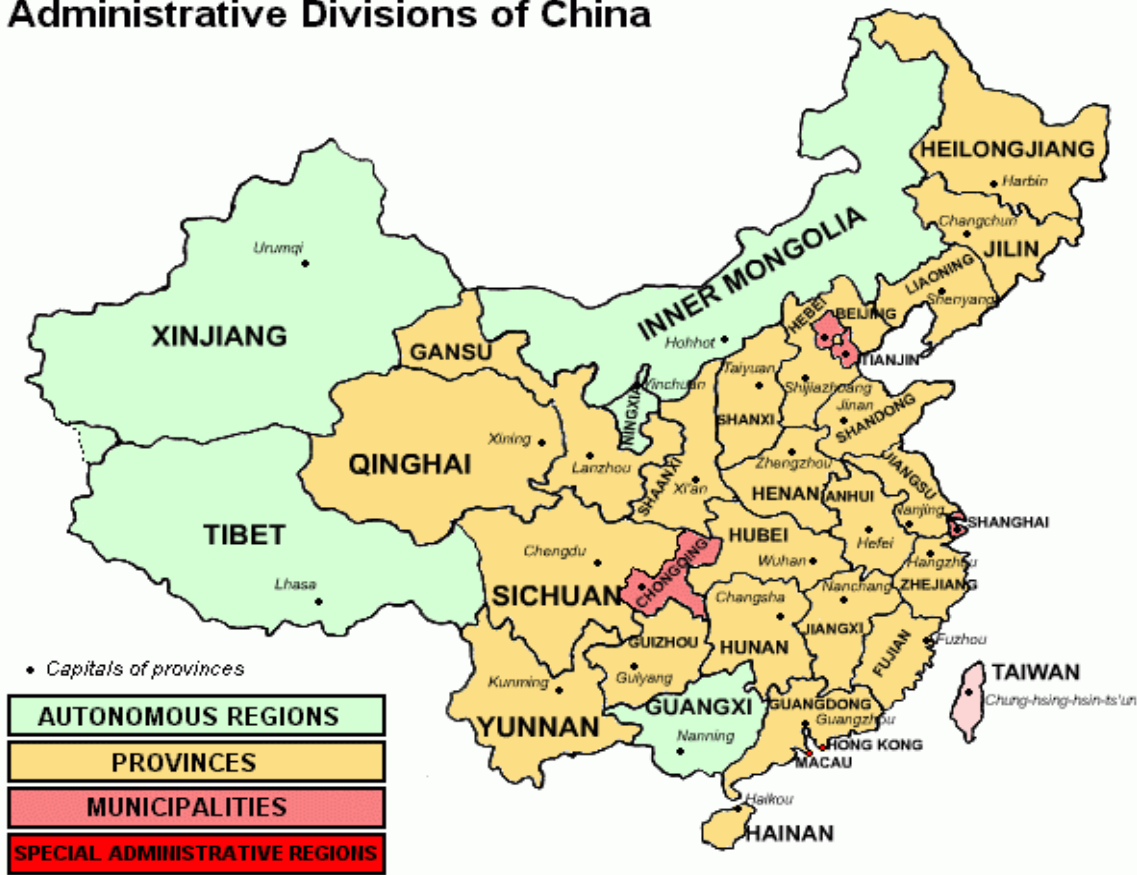 Administrative Divisions of China
HEILONGJIANG
Harbin
Changchun
JILIN
LIAONING
Shenyang
INNER MONGOLIA
Hohhot
Urumqi
XINJIANG
GANSU
HEBEI
BEIJING
TIANJIN
Yinchuan
NINGXIA
Taiyuan
Shijiazhoang
SHANXI
Jinan
SHANDONG
Xining
QINGHAI
Lanzhou
SHAANXI
Xi'an
Zhengzhou
HENAN
ANHUI
JIANGSU
Nanjing
SHANGHAI
TIBET
Lhasa
Chengdu
SICHUAN
CHONGQING
HUBEI
Wuhan
Hefei
Hangzhou
ZHEJIANG
Changsha
Nanchang
HUNAN
JIANGXI
FUJIAN
Fuzhou
GUIZHOU
Guiyang
Kunming
YUNNAN
GUANGXI
Nanning
GUANGDONG
Guangzhou
HONG KONG
MACAU
TAIWAN
Chung-hsing-hsin-ts'un
Haikou
HAINAN
• Capitals of provinces
AUTONOMOUS REGIONS
PROVINCES
MUNICIPALITIES
SPECIAL ADMINISTRATIVE REGIONS